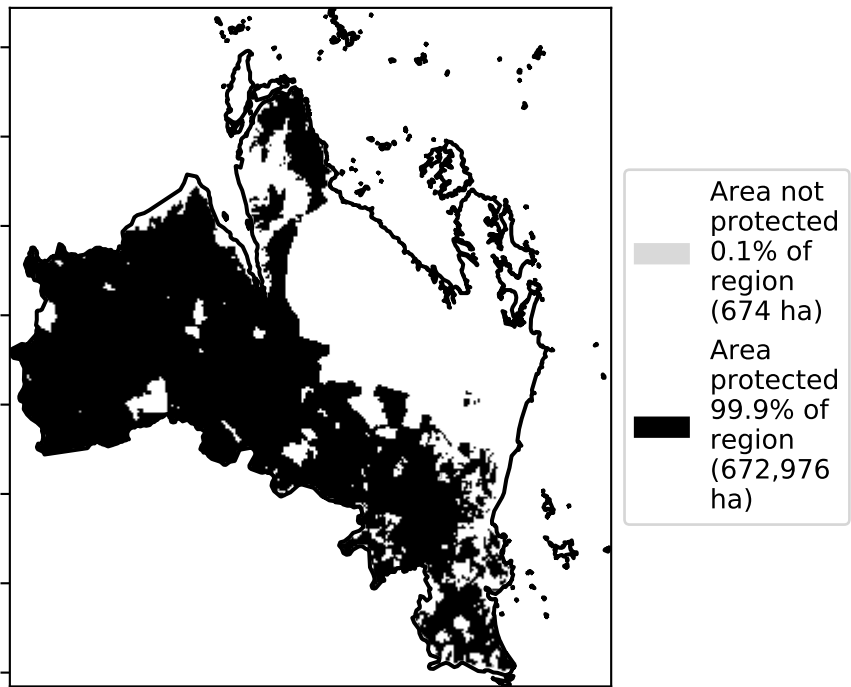 Area not
protected
0.1% of
region
(674 ha)
Area
protected
99.9% of
region
(672,976
ha)